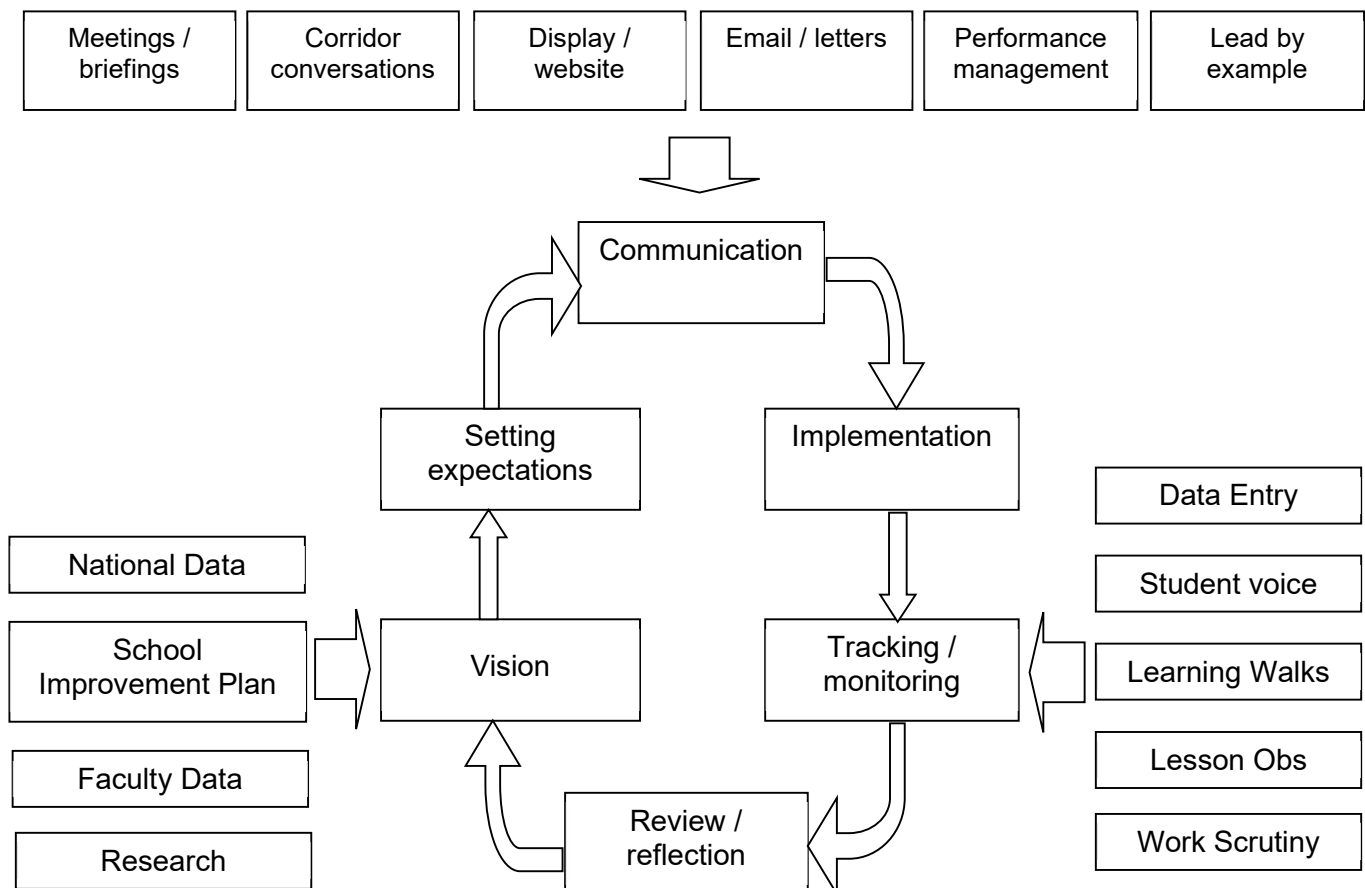 Meetings /
briefings
Corridor
conversations
Display /
website
Email / letters
Performance
management
Lead by
example
Communication
Setting
expectations
Implementation
Data Entry
National Data
Student voice
School
Improvement Plan
Vision
Tracking /
monitoring
Learning Walks
Faculty Data
Lesson Obs
Review /
reflection
Work Scrutiny
Research